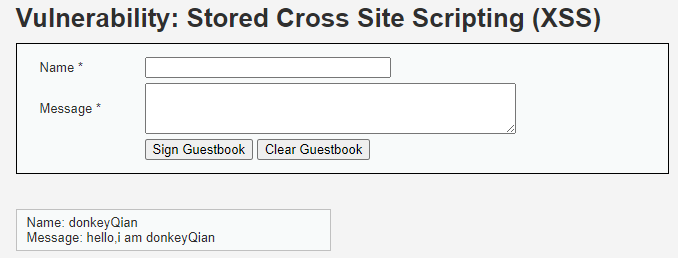 Vulnerability: Stored Cross Site Scripting (XSS)
Name *
Message *
Sign Guestbook Clear Guestbook
Name: donkeyQian
Message: hello,i am donkeyQian